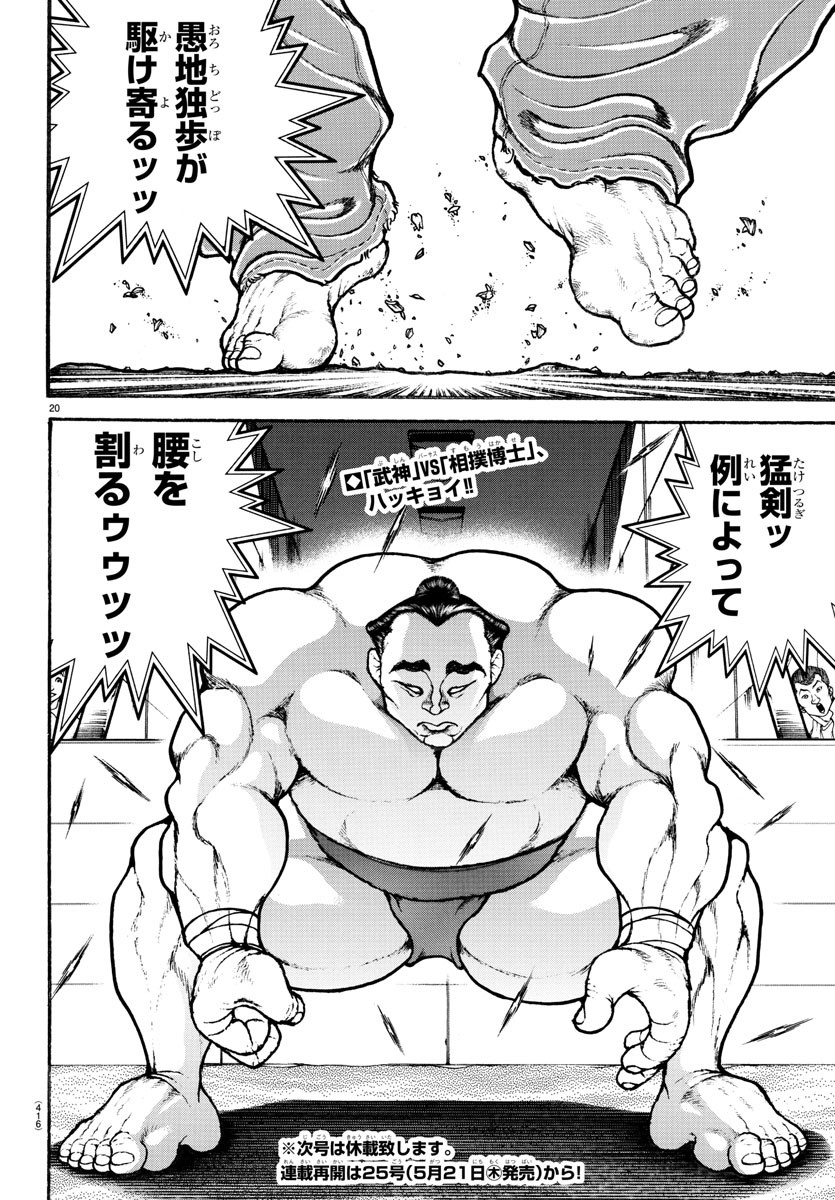 愚地独歩が
駆け寄るッッ
20
猛剣ッ
例によって
◆「武神」VS「相撲博士」、
ハッキョイ!!
腰を
割るゥウッッ
(416)
※次号は休載致します。
連載再開は25号(5月21日㊍発売)から!